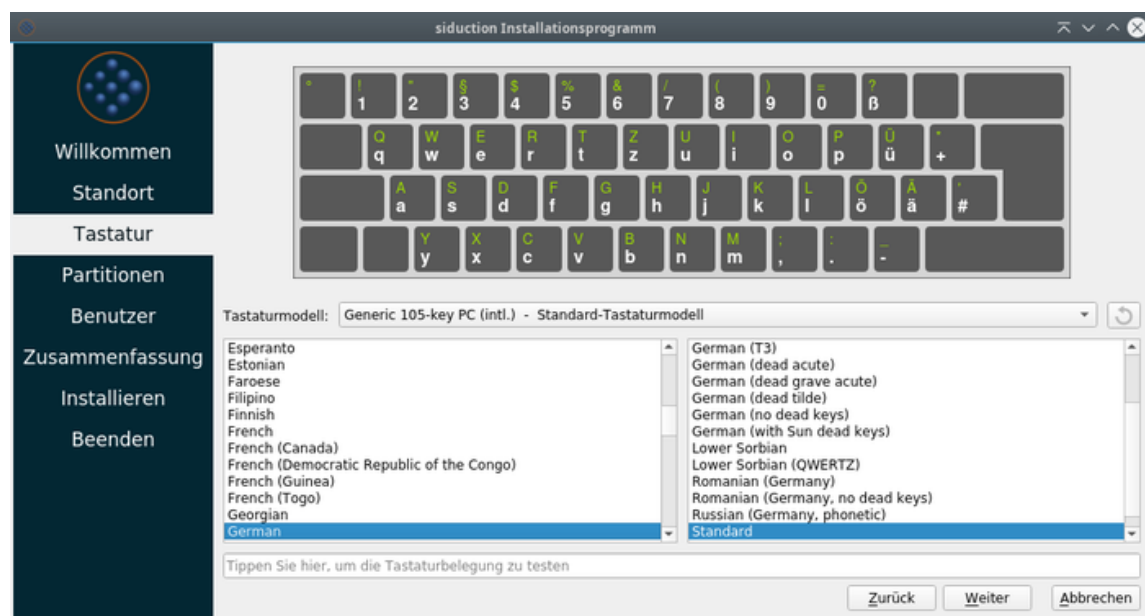 siduction Installationsprogramm
Willkommen
Standort
Tastatur
Partitionen
Benutzer
Zusammenfassung
Installieren
Beenden
° ! " § $ % & / ( ) = ?
1 2 3 4 5 6 7 8 9 0 ß
Q W E R T Z U I O P Ü *
q w e r t z u i o p ü +
A S D F G H J K L Ö Ä '
a s d f g h j k l ö ä #
Y X C V B N M ; : _
y x c v b n m , . -
Tastaturmodell: Generic 105-key PC (intl.) - Standard-Tastaturmodell
Esperanto
Estonian
Faroese
Filipino
Finnish
French
French (Canada)
French (Democratic Republic of the Congo)
French (Guinea)
French (Togo)
Georgian
German
German (T3)
German (dead acute)
German (dead grave acute)
German (dead tilde)
German (no dead keys)
German (with Sun dead keys)
Lower Sorbian
Lower Sorbian (QWERTZ)
Romanian (Germany)
Romanian (Germany, no dead keys)
Russian (Germany, phonetic)
Standard
Tippen Sie hier, um die Tastaturbelegung zu testen
Zurück Weiter Abbrechen